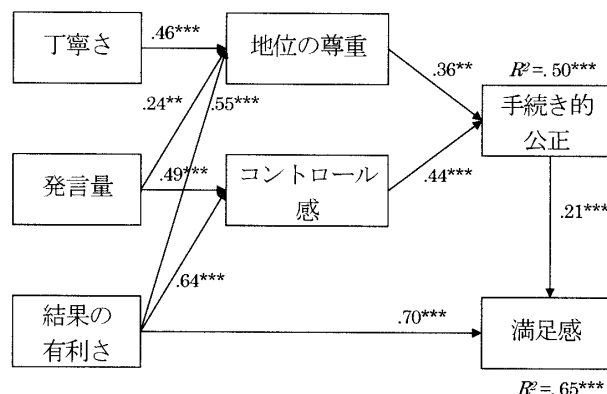 丁寧さ
.46***
地位の尊重
.36**
R²=.50***
手続き的
公正
.24**
.55***
発言量
.49***
コントロール
感
.44***
.21***
.64***
結果の
有利さ
.70***
満足感
R²=.65***